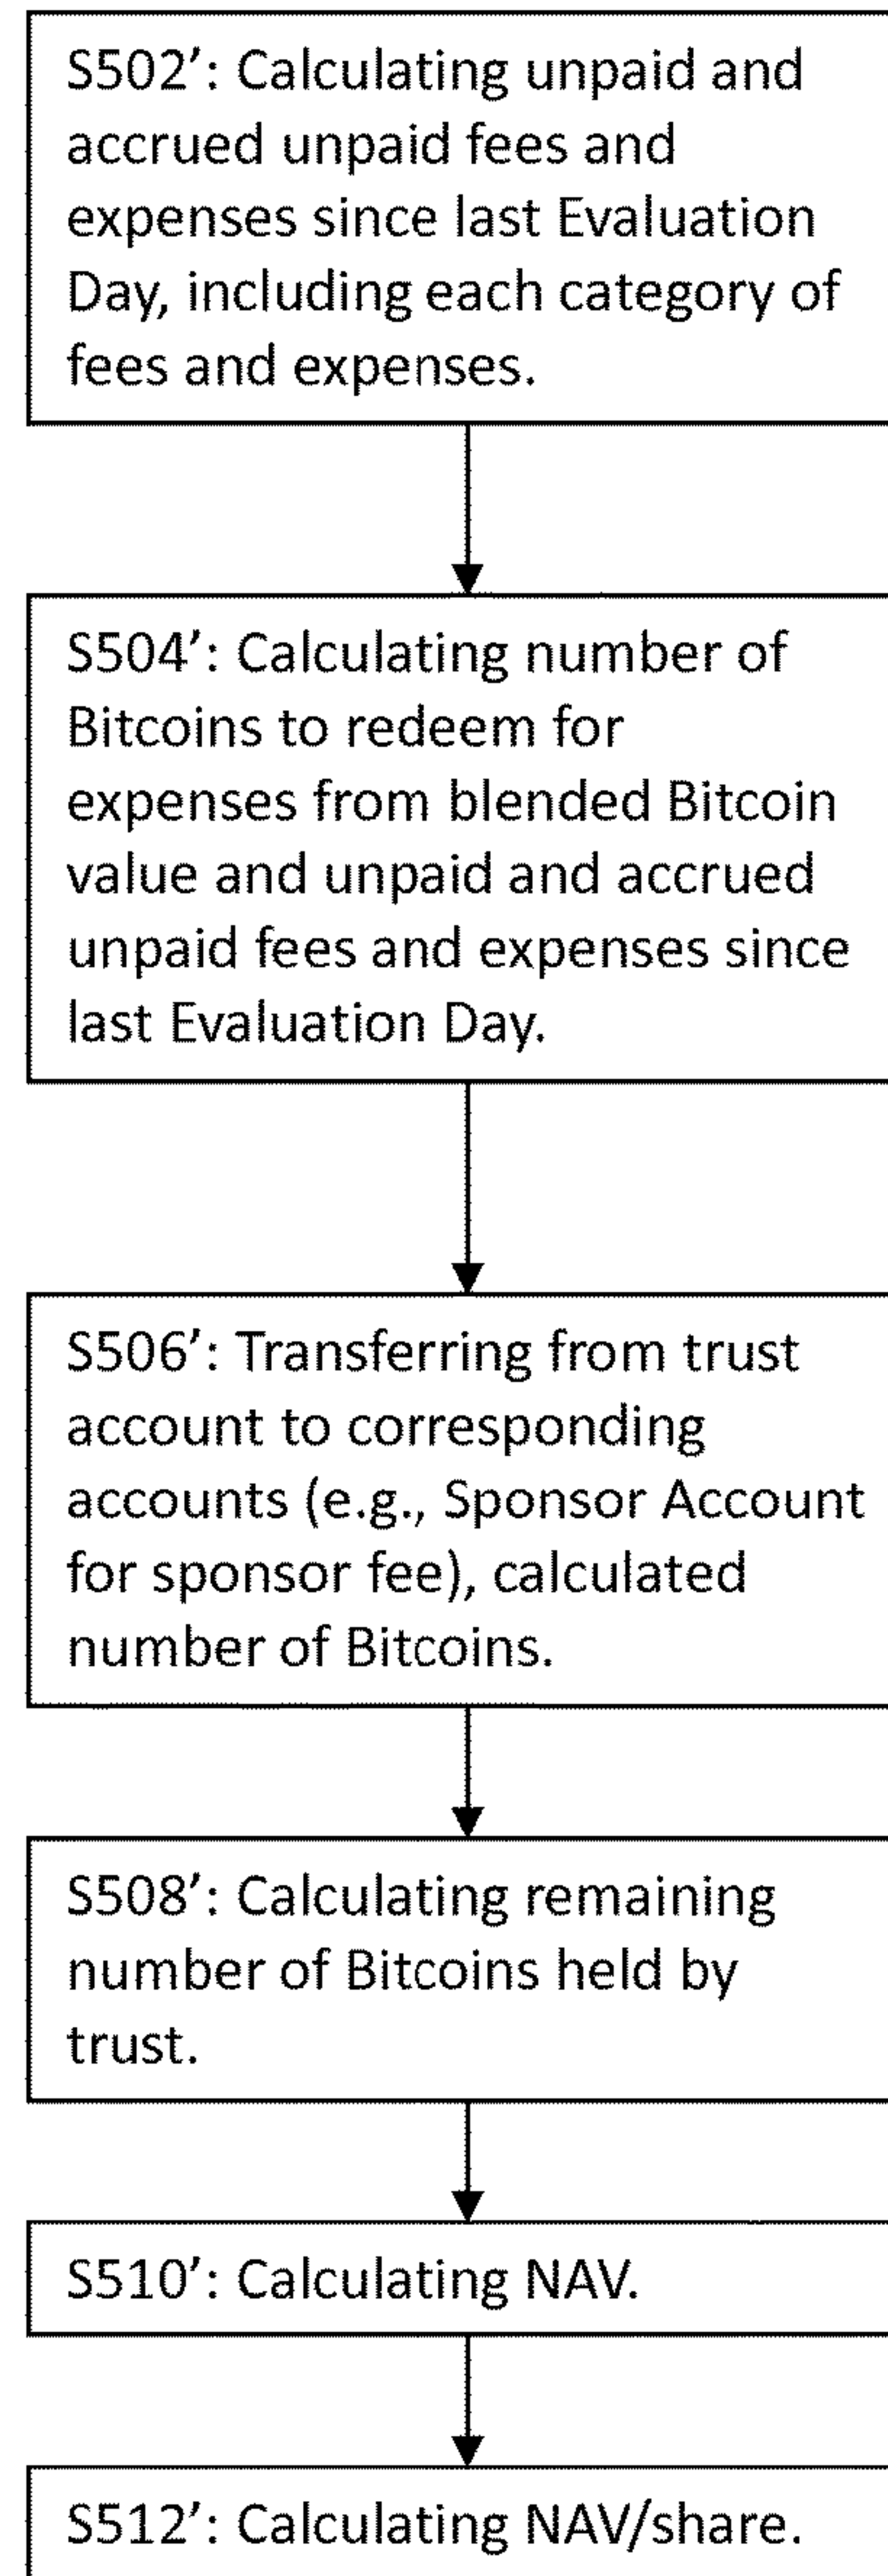 S502’: Calculating unpaid and
accrued unpaid fees and
expenses since last Evaluation
Day, including each category of
fees and expenses.
S504’: Calculating number of
Bitcoins to redeem for
expenses from blended Bitcoin
value and unpaid and accrued
unpaid fees and expenses since
last Evaluation Day.
S506’: Transferring from trust
account to corresponding
accounts (e.g., Sponsor Account
for sponsor fee), calculated
number of Bitcoins.
S508’: Calculating remaining
number of Bitcoins held by
trust.
S510’: Calculating NAV.
S512’: Calculating NAV/share.